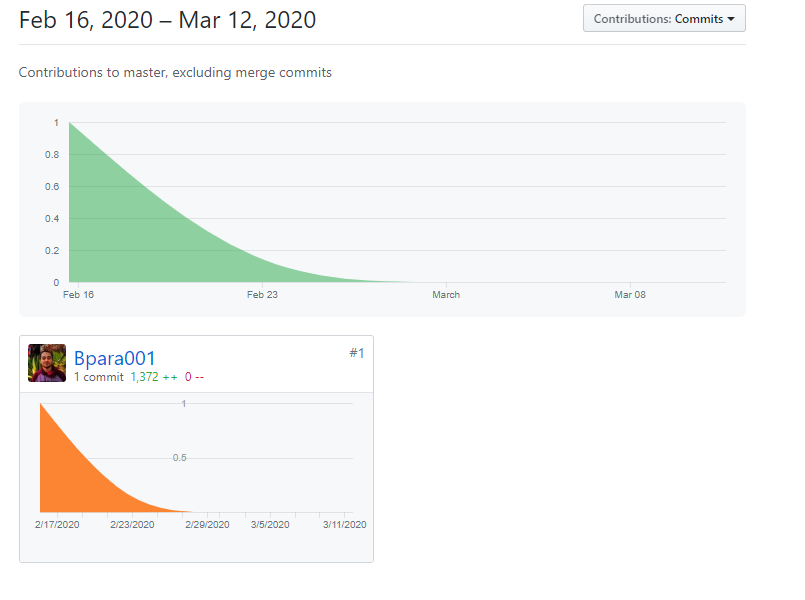 Feb 16, 2020 – Mar 12, 2020
Contributions: Commits
Contributions to master, excluding merge commits
1
0.8
0.6
0.4
0.2
0
Feb 16 Feb 23 March Mar 08
Bpara001 #1
1 commit 1,372 ++ 0 --
1
0.5
2/17/2020 2/23/2020 2/29/2020 3/5/2020 3/11/2020